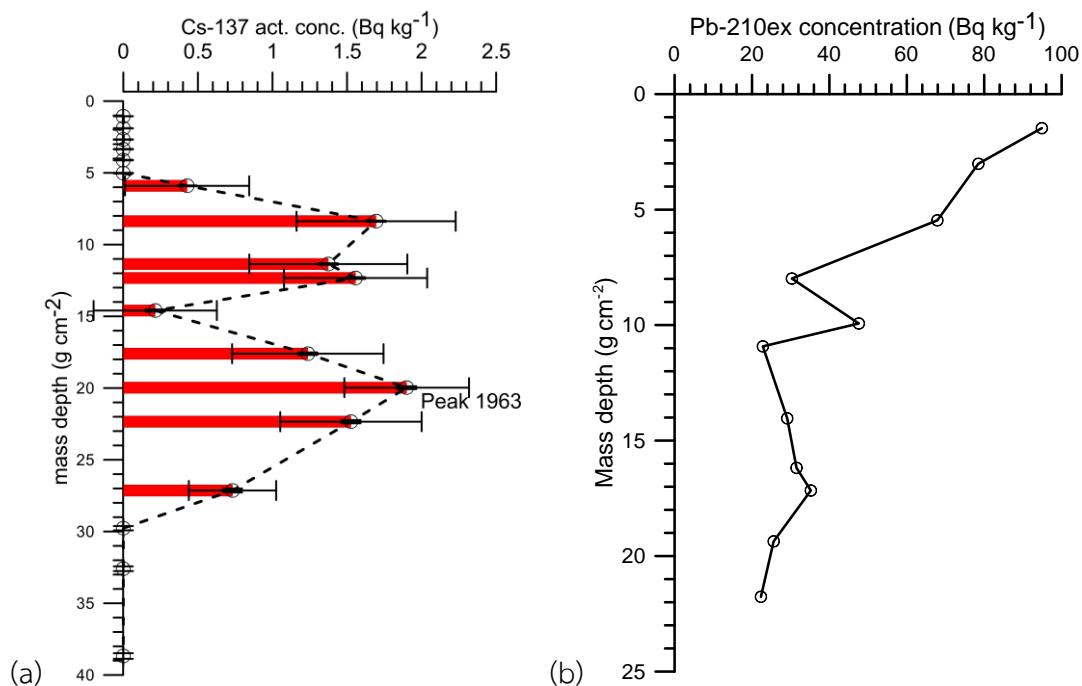 Cs-137 act. conc. (Bq kg-1)
0 0.5 1 1.5 2 2.5
0
5
10
15
20
25
30
35
40
mass depth (g cm-2)
Peak 1963
(a)
Pb-210ex concentration (Bq kg-1)
0 20 40 60 80 100
0
5
10
15
20
25
Mass depth (g cm-2)
(b)